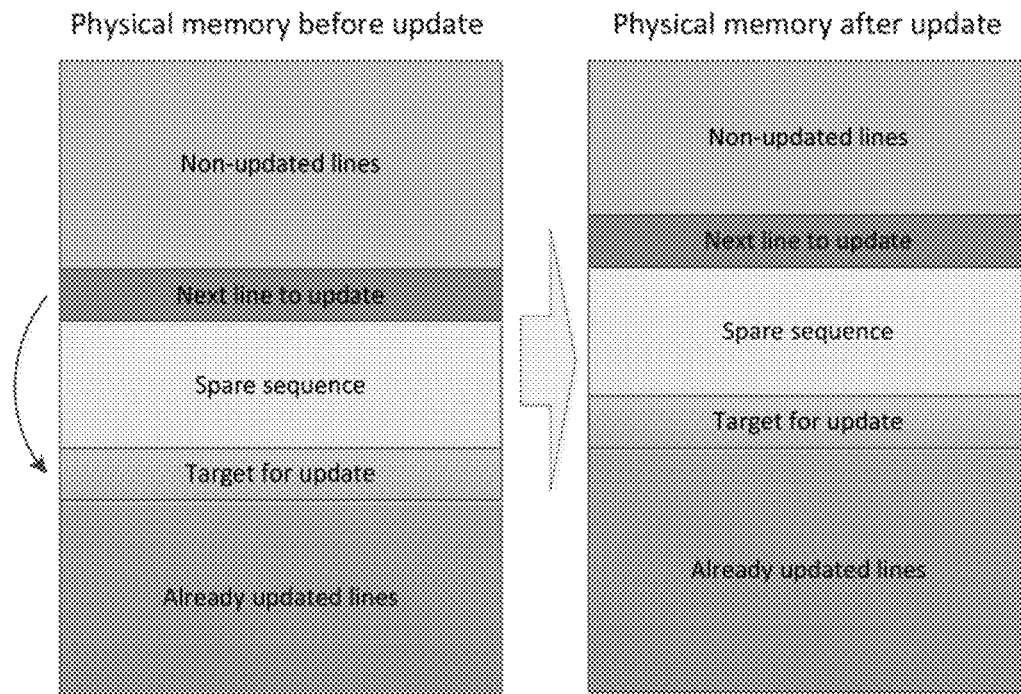 Physical memory before update
Non-updated lines
Next line to update
Spare sequence
Target for update
Already updated lines
Physical memory after update
Non-updated lines
Next line to update
Spare sequence
Target for update
Already updated lines